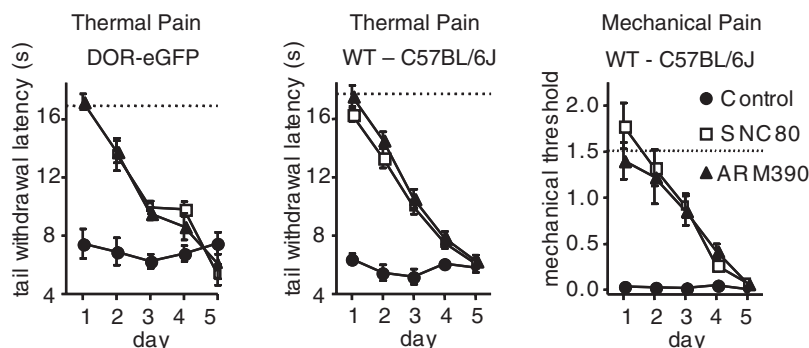 Thermal Pain
DOR-eGFP
tail withdrawal latency (s)
16
12
8
4
1 2 3 4 5
day
Thermal Pain
WT – C57BL/6J
tail withdrawal latency (s)
16
12
8
4
1 2 3 4 5
day
Mechanical Pain
WT - C57BL/6J
mechanical threshold
2.0
1.5
1.0
0.5
0.0
1 2 3 4 5
day
Control
SNC80
ARM390